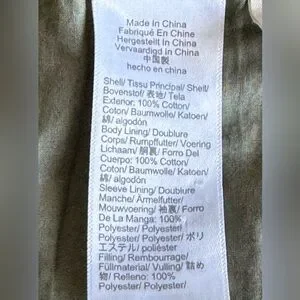 Made In China
Fabriqué En Chine
Hergestellt In China
Vervaardigd in China
中国製
hecho en china
Shell/ Tissu Principal/ Shell/
Bovenstof/ 表地/ Tela
Exterior: 100% Cotton/
Coton/ Baumwolle/ Katoen/
綿/ algodón
Body Lining/ Doublure
Corps/ Rumpffutter/ Voering
Lichaam/ 胴裏/ Forro Del
Cuerpo: 100% Cotton/
Coton/ Baumwolle/ Katoen/
綿/ algodón
Sleeve Lining/ Doublure
Manche/ Ärmelfutter/
Mouwvoering/ 袖裏/ Forro
De La Manga: 100%
Polyester/ Polyester/
Polyester/ Polyester/ ポリ
エステル/ poliéster
Filling/ Rembourrage/
Füllmaterial/ Vulling/ 詰め
物/ Relleno: 100%
Polyester/ Polyester/